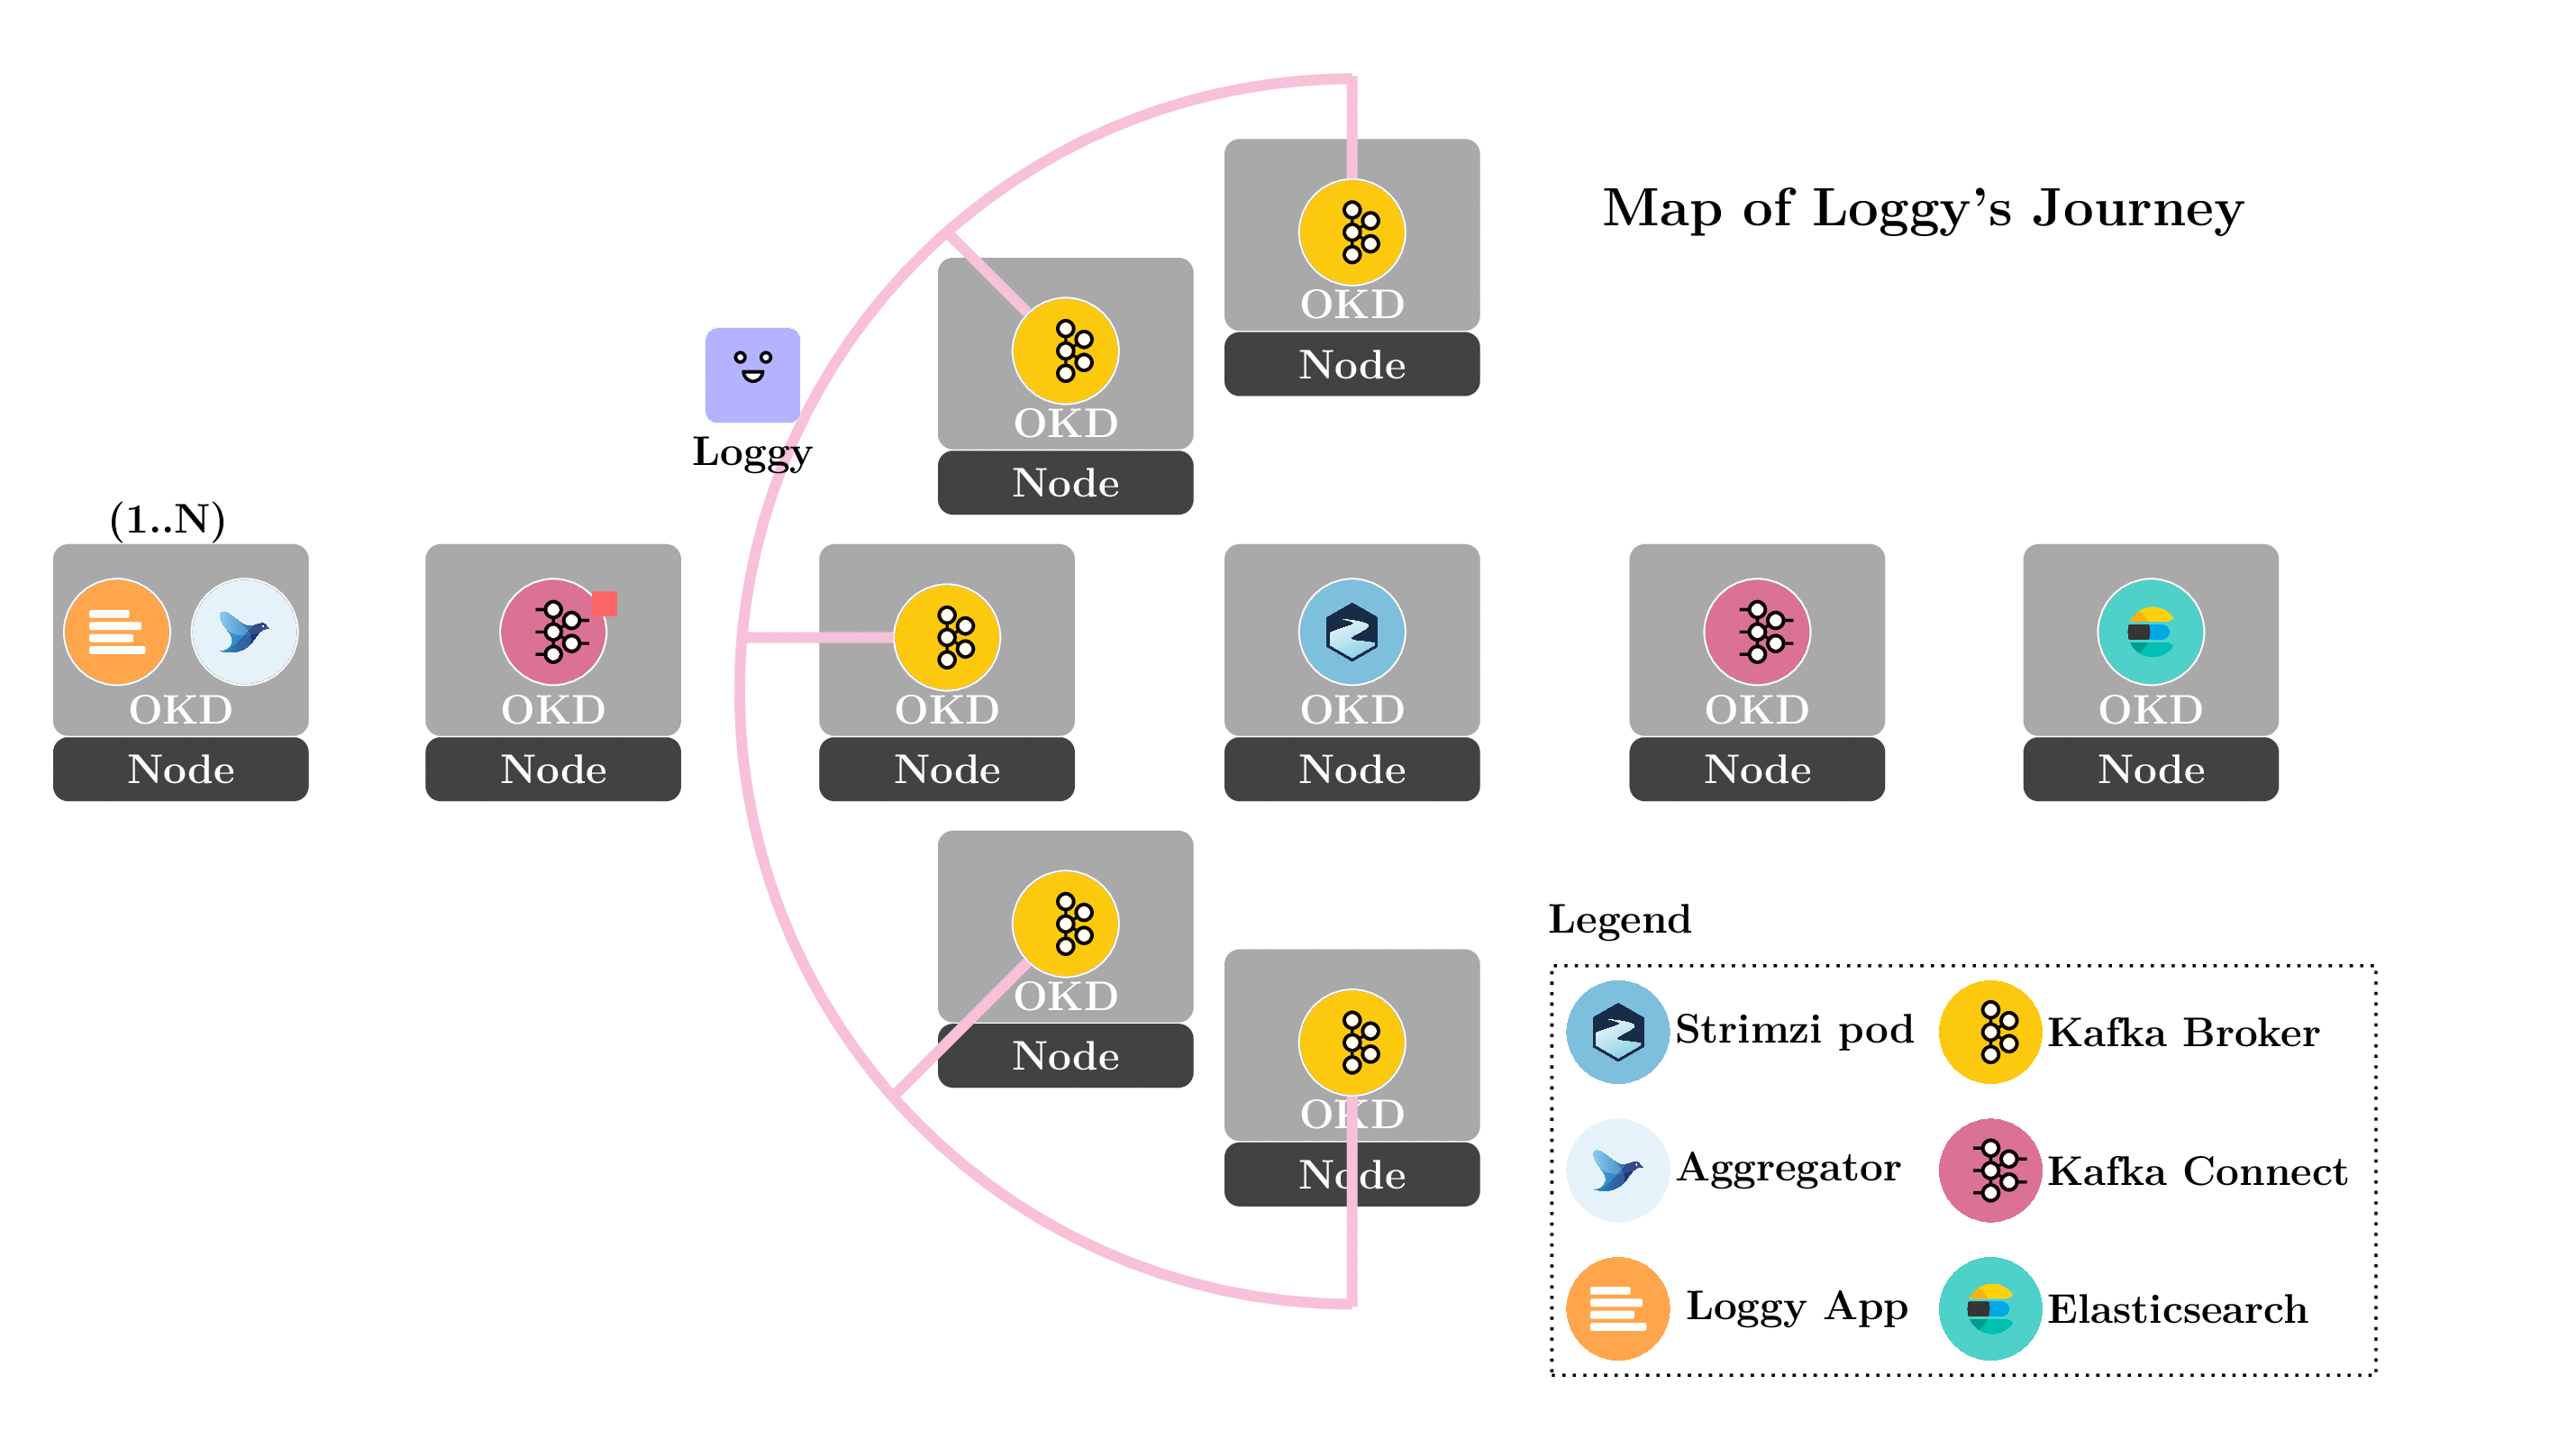 Map of Loggy's Journey
OKD
Node
OKD
Node
Loggy
(1..N)
OKD
Node
OKD
Node
OKD
Node
OKD
Node
OKD
Node
OKD
Node
OKD
Node
OKD
Node
Legend
Strimzi pod
Kafka Broker
Aggregator
Kafka Connect
Loggy App
Elasticsearch